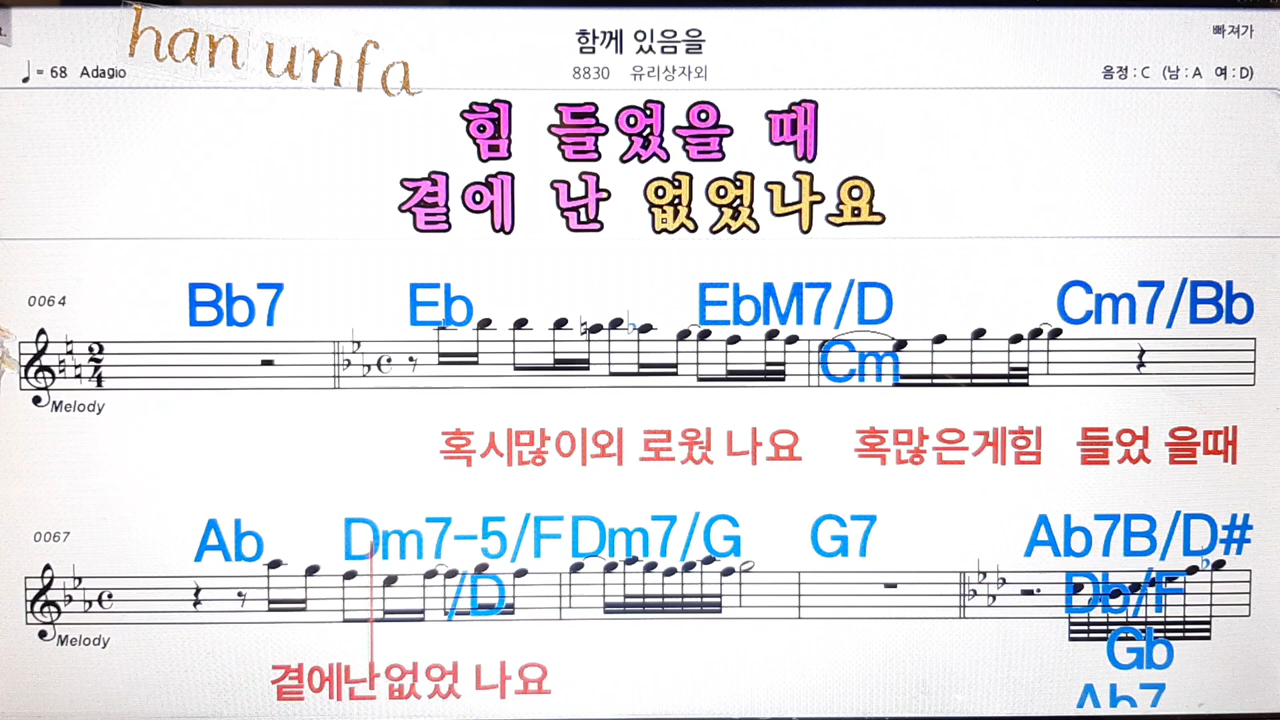 han unfa
함께 있음을
빠져가
♩= 68 Adagio
8830 유리상자외
음정 : C (남 : A 여 : D)
힘 들었을 때
곁에 난 없었나요
0064
Bb7 Eb EbM7/D Cm7/Bb
Cm
2
4
Melody
혹시많이외 로웠 나요 혹많은게힘 들었 을때
0067
Ab Dm7-5/F Dm7/G G7 Ab7B/D#
/D Db/F
Melody
Gb
곁에난없었 나요
Ab7